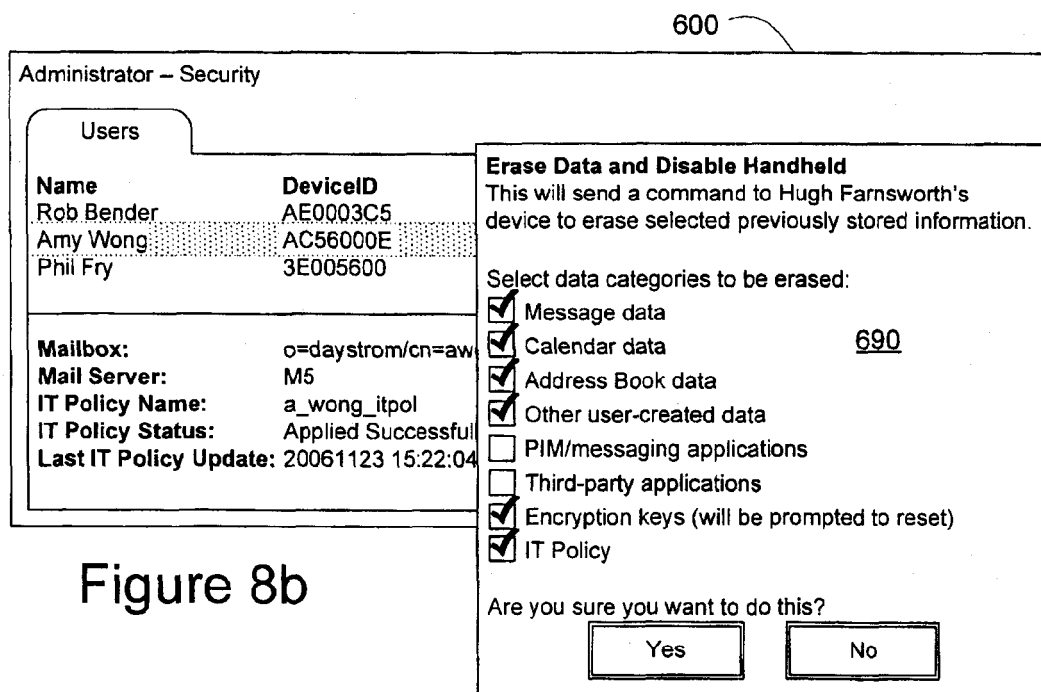 600
Administrator – Security
Users
Name DeviceID
Rob Bender AE0003C5
Amy Wong AC56000E
Phil Fry 3E005600
Mailbox: o=daystrom/cn=aw
Mail Server: M5
IT Policy Name: a_wong_itpol
IT Policy Status: Applied Successful
Last IT Policy Update: 20061123 15:22:04
Erase Data and Disable Handheld
This will send a command to Hugh Farnsworth's
device to erase selected previously stored information.
Select data categories to be erased:
Message data
Calendar data
690
Address Book data
Other user-created data
PIM/messaging applications
Third-party applications
Encryption keys (will be prompted to reset)
IT Policy
Are you sure you want to do this?
Yes No
Figure 8b